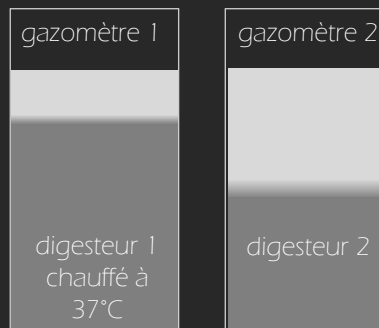 gazomètre 1
gazomètre 2
digesteur 1
chauffé à
37°C
digesteur 2